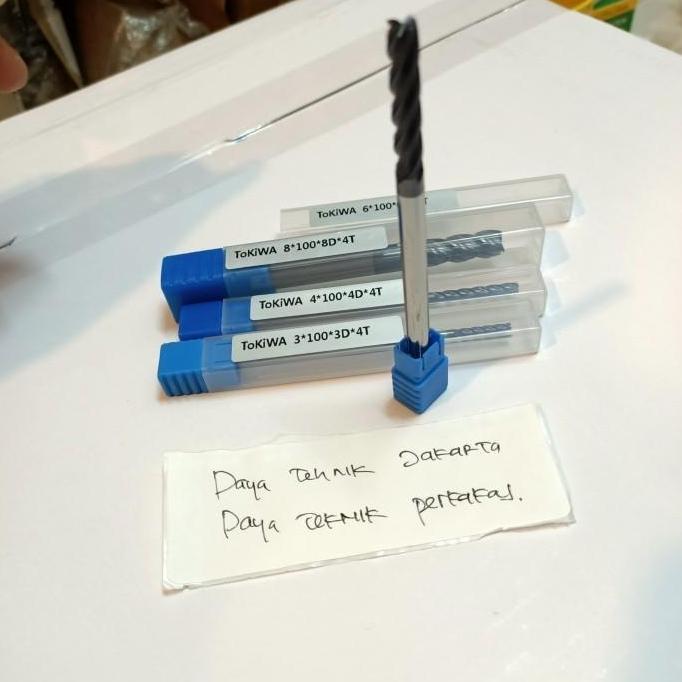 ToKiWA 6*100*
ToKiWA 8*100*8D*4T
ToKiWA 4*100*4D*4T
ToKiWA 3*100*3D*4T
Daya Tehnik Jakarta
Daya Teknik perkakas.